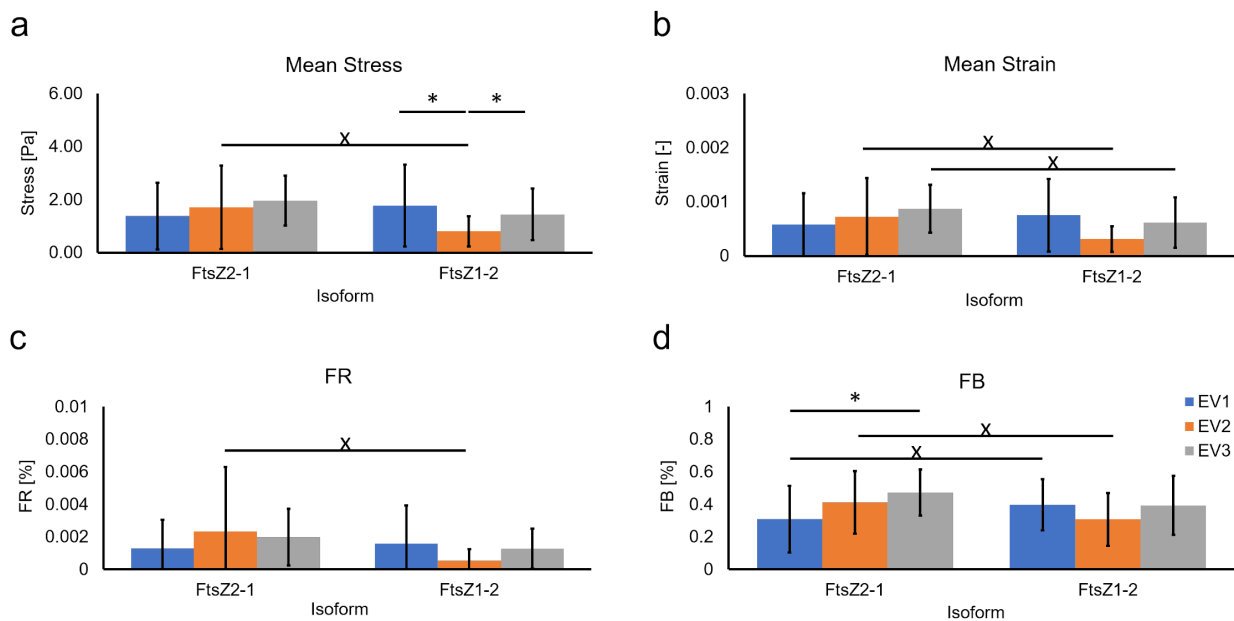 a
Mean Stress
6.00
4.00
2.00
0.00
Stress [Pa]
* *
X
FtsZ2-1 FtsZ1-2
Isoform
b
Mean Strain
0.003
0.002
0.001
0
Strain [-]
X
X
FtsZ2-1 FtsZ1-2
Isoform
c
FR
0.01
0.008
0.006
0.004
0.002
0
FR [%]
X
FtsZ2-1 FtsZ1-2
Isoform
d
FB
1
0.8
0.6
0.4
0.2
0
FB [%]
*
X
X
EV1
EV2
EV3
FtsZ2-1 FtsZ1-2
Isoform